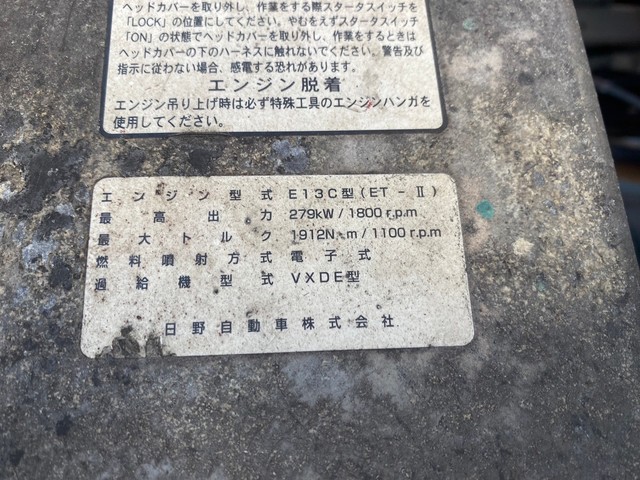 ヘッドカバーを取り外し、作業をする際スタータスイッチを
「LOCK」の位置にしてください。やむをえずスタータスイッチ
「ON」の状態でヘッドカバーを取り外し、作業をするときは
ヘッドカバーの下のハーネスに触れないでください。警告及び
指示に従わない場合、感電する恐れがあります。
エンジン脱着
エンジン吊り上げ時は必ず特殊工具のエンジンハンガを
使用してください。
エンジン型式 E13C型(ET-Ⅱ)
最高出力 279kW/1800r.p.m
最大トルク 1912N·m/1100r.p.m
燃料噴射方式 電子式
過給機型式 VXDE型
日野自動車株式会社